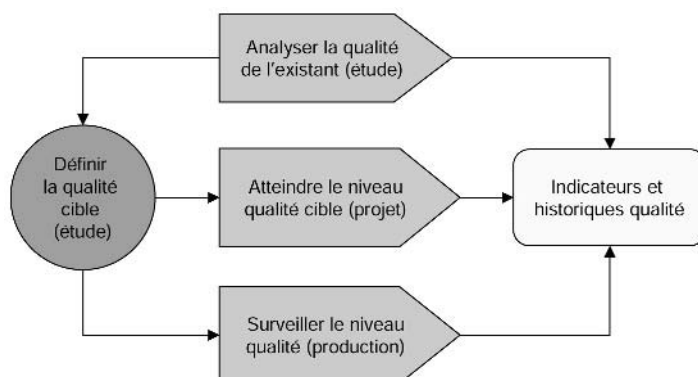 Analyser la qualité
de l'existant (étude)
Définir
la qualité
cible
(étude)
Atteindre le niveau
qualité cible (projet)
Indicateurs et
historiques qualité
Surveiller le niveau
qualité (production)